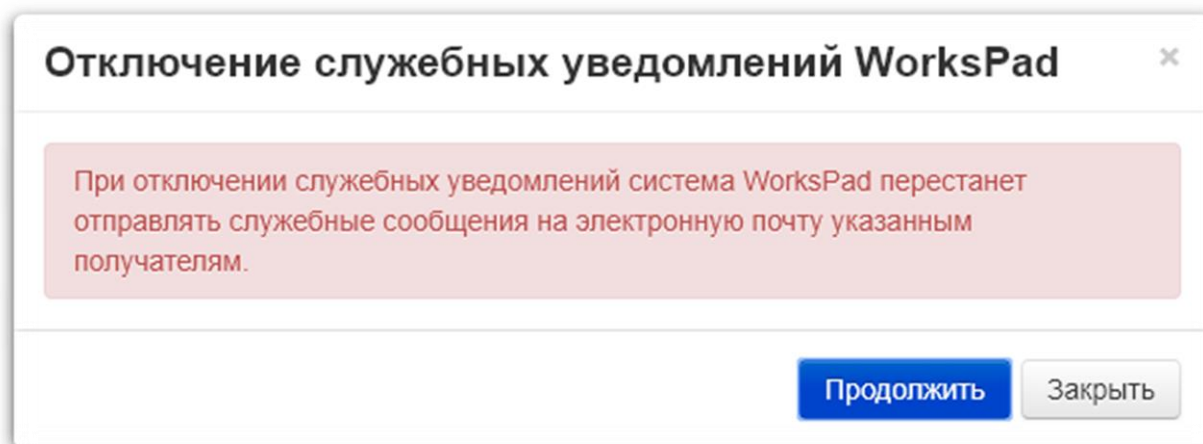 Отключение служебных уведомлений WorksPad
×
При отключении служебных уведомлений система WorksPad перестанет
отправлять служебные сообщения на электронную почту указанным
получателям.
Продолжить Закрыть